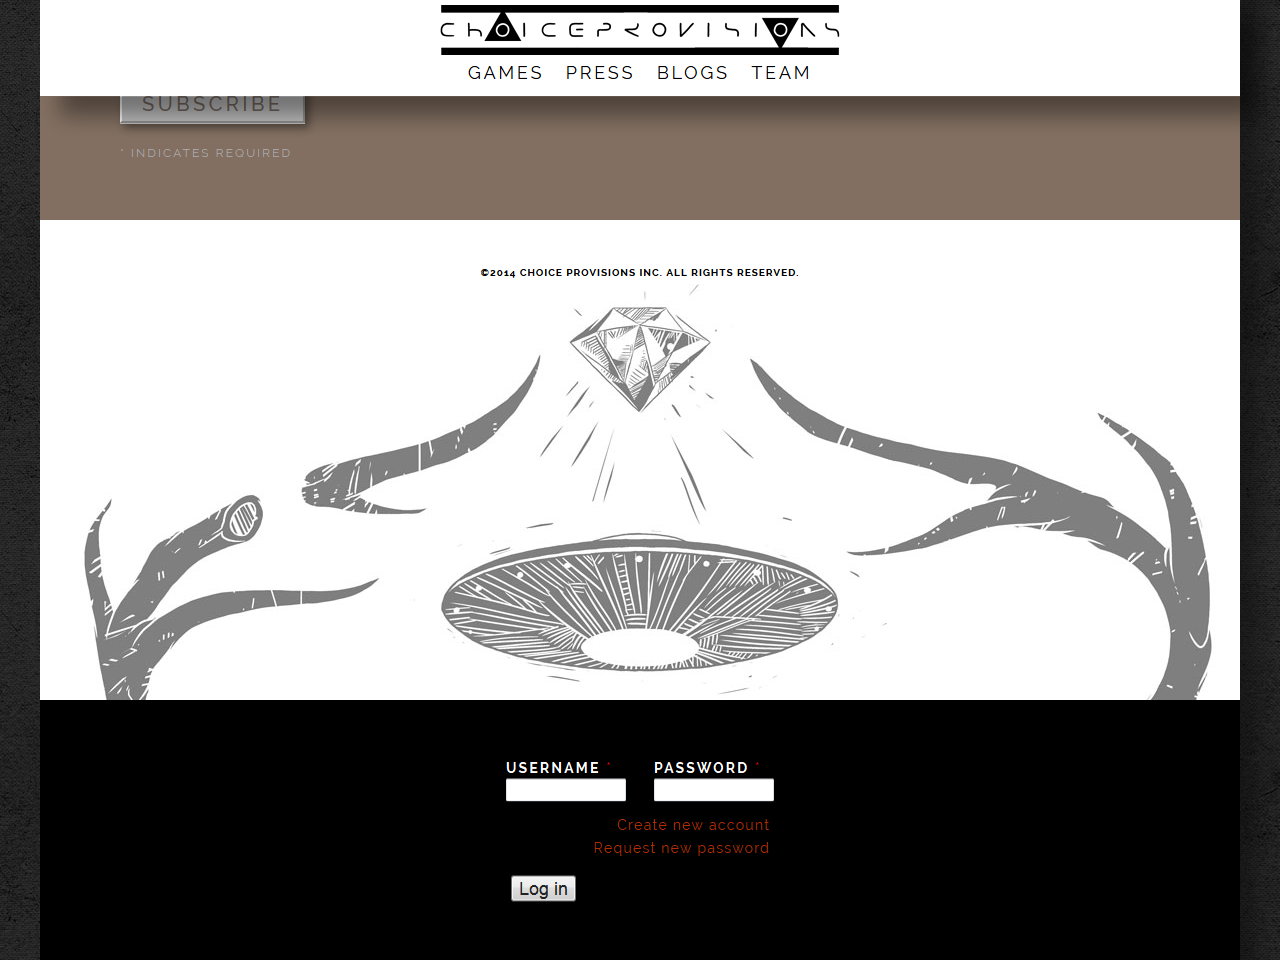 CHOICEPROVISIONS
GAMES PRESS BLOGS TEAM
SUBSCRIBE
* INDICATES REQUIRED
©2014 CHOICE PROVISIONS INC. ALL RIGHTS RESERVED.
USERNAME * PASSWORD *
Create new account
Request new password
Log in